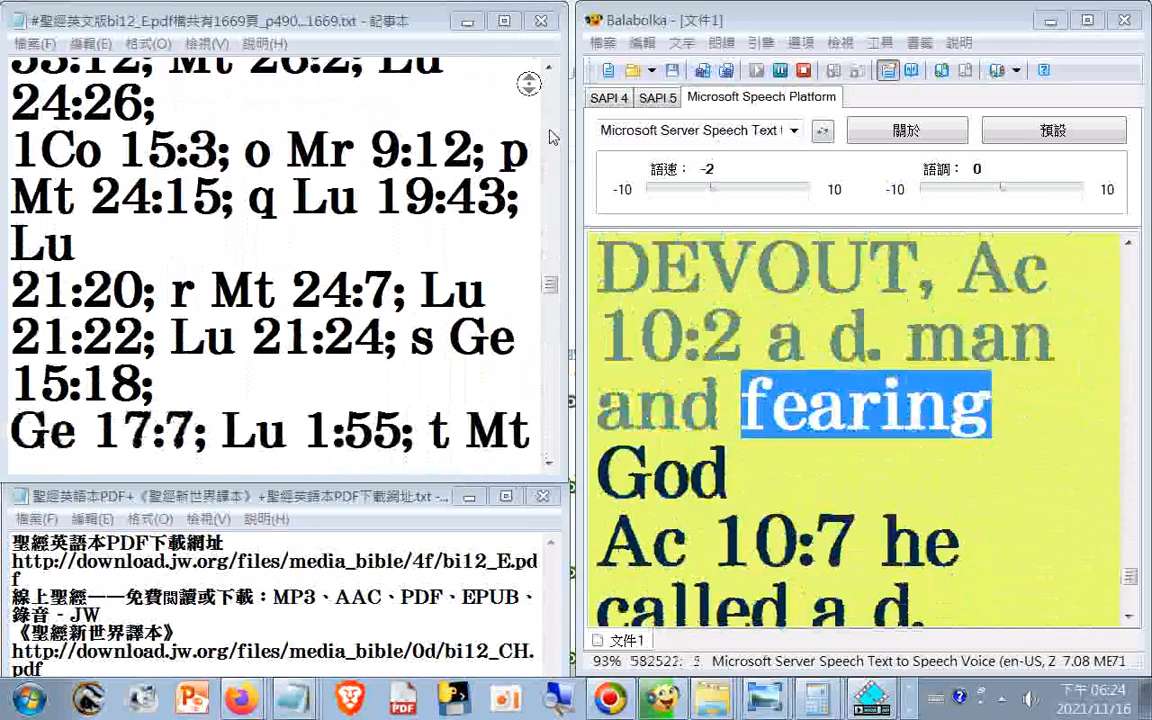 #聖經英文版bi12_E.pdf檔共有1669頁_p490...1669.txt - 記事本
檔案(F) 編輯(E) 格式(O) 檢視(V) 說明(H)
53:12; Mt 26:2; Lu
24:26;
1Co 15:3; o Mr 9:12; p
Mt 24:15; q Lu 19:43;
Lu
21:20; r Mt 24:7; Lu
21:22; Lu 21:24; s Ge
15:18;
Ge 17:7; Lu 1:55; t Mt
聖經英語本PDF+《聖經新世界譯本》+聖經英語本PDF下載網址.txt -...
檔案(F) 編輯(E) 格式(O) 檢視(V) 說明(H)
聖經英語本PDF下載網址
http://download.jw.org/files/media_bible/4f/bi12_E.pd
f
線上聖經——免費閱讀或下載：MP3、AAC、PDF、EPUB、
錄音 - JW
《聖經新世界譯本》
http://download.jw.org/files/media_bible/0d/bi12_CH.
pdf
Balabolka - [文件1]
檔案 編輯 文字 閱讀 引擎 選項 檢視 工具 書籤 說明
SAPI 4 SAPI 5 Microsoft Speech Platform
Microsoft Server Speech Text 關於 預設
語速： -2 語調： 0
-10 10 -10 10
DEVOUT, Ac
10:2 a d. man
and fearing
God
Ac 10:7 he
called a d.
文件1
93% Microsoft Server Speech Text to Speech Voice (en-US, Z 7.08 ME
PDF
下午 06:24
2021/11/16